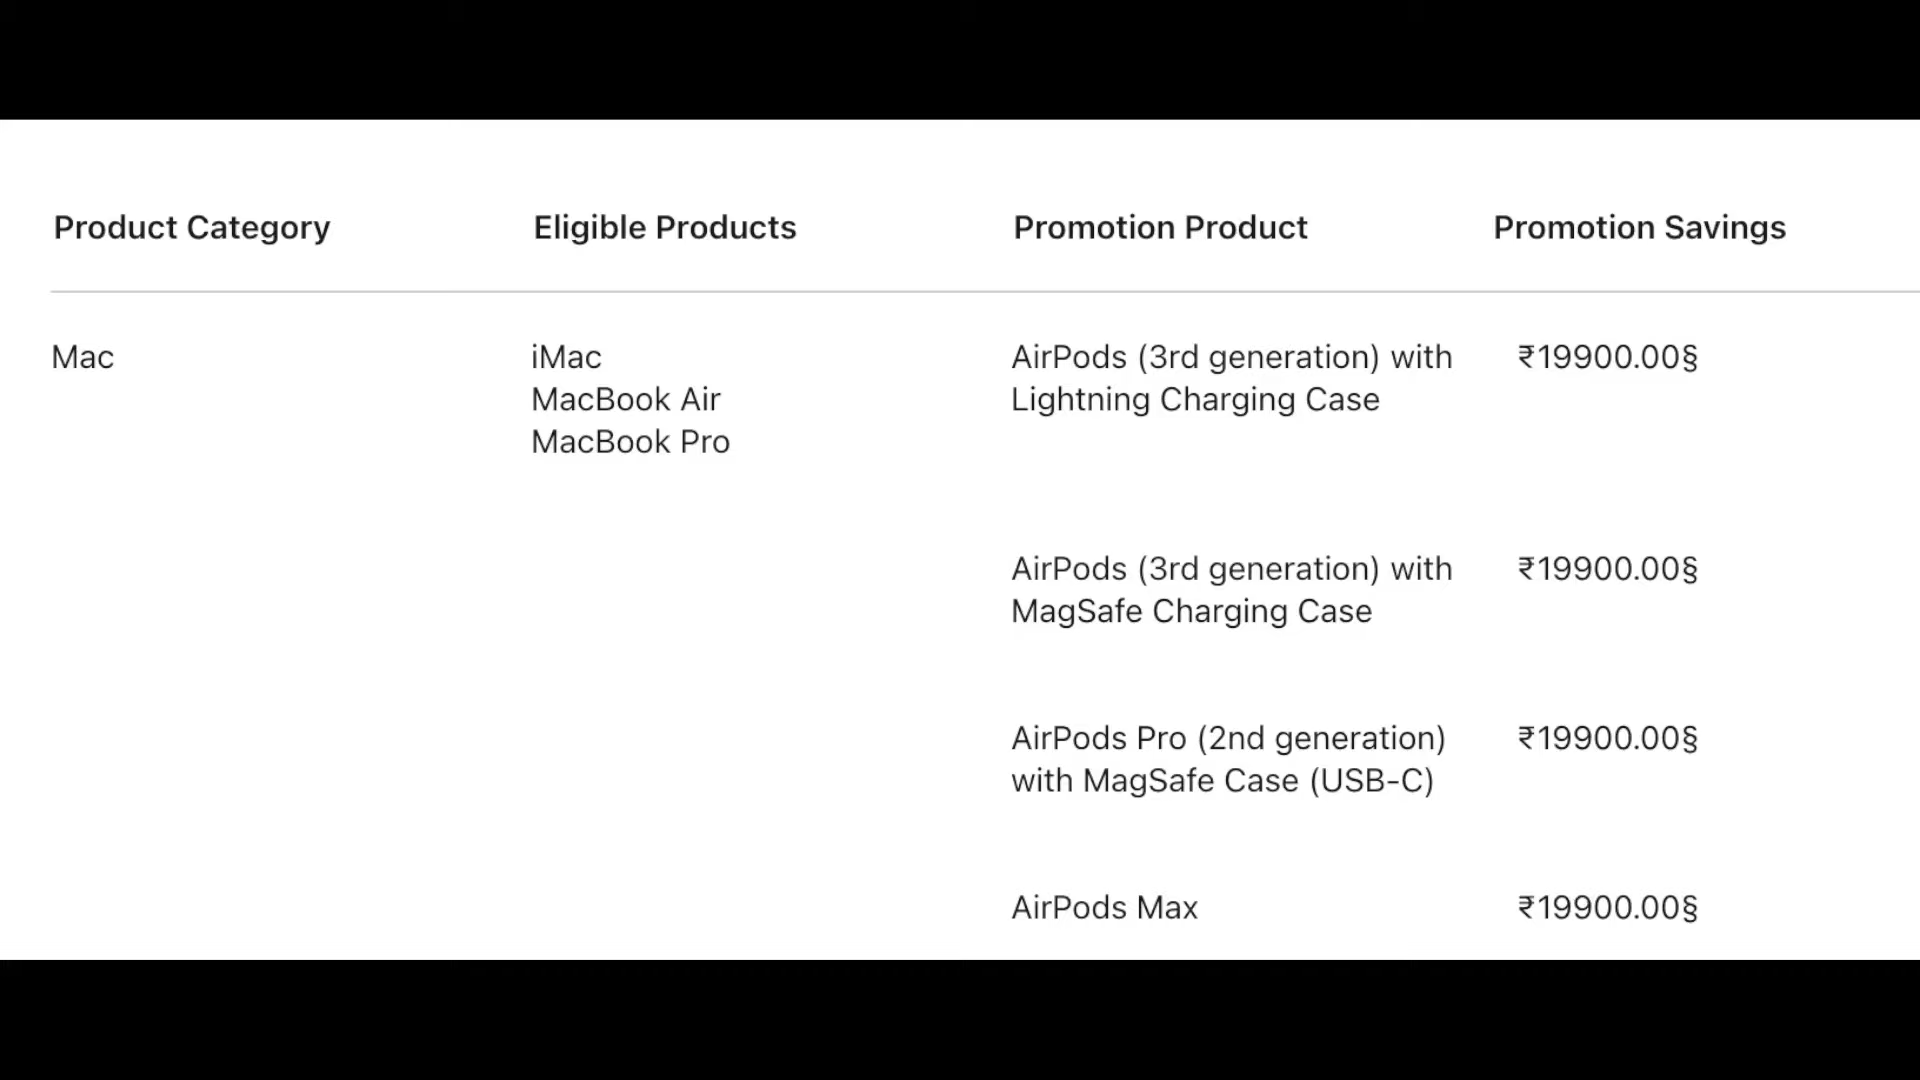 Product Category Eligible Products Promotion Product Promotion Savings
Mac iMac AirPods (3rd generation) with ₹19900.00§
MacBook Air Lightning Charging Case
MacBook Pro
AirPods (3rd generation) with ₹19900.00§
MagSafe Charging Case
AirPods Pro (2nd generation) ₹19900.00§
with MagSafe Case (USB-C)
AirPods Max ₹19900.00§